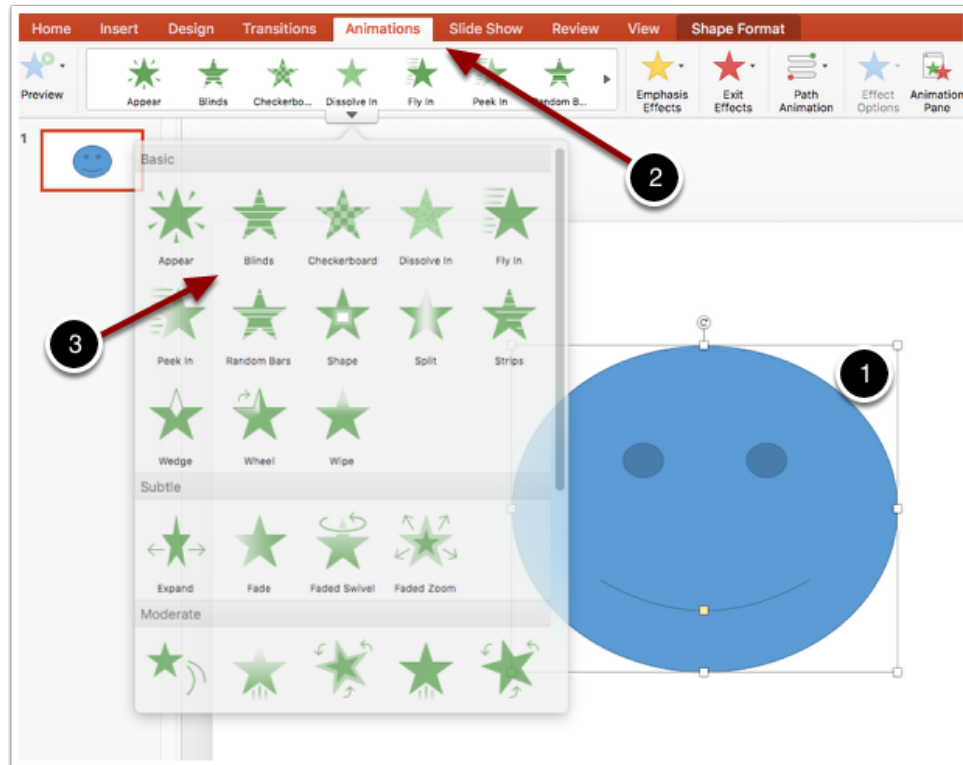 Home Insert Design Transitions Animations Slide Show Review View Shape Format
Preview
Appear Blinds Checkerbo... Dissolve In Fly In Peek In Random B...
Emphasis Effects
Exit Effects
Path Animation
Effect Options
Animation Pane
2
1
Basic
Appear Blinds Checkerboard Dissolve In Fly In
3
Peek In Random Bars Shape Split Strips
1
Wedge Wheel Wipe
Subtle
Expand Fade Faded Swivel Faded Zoom
Moderate